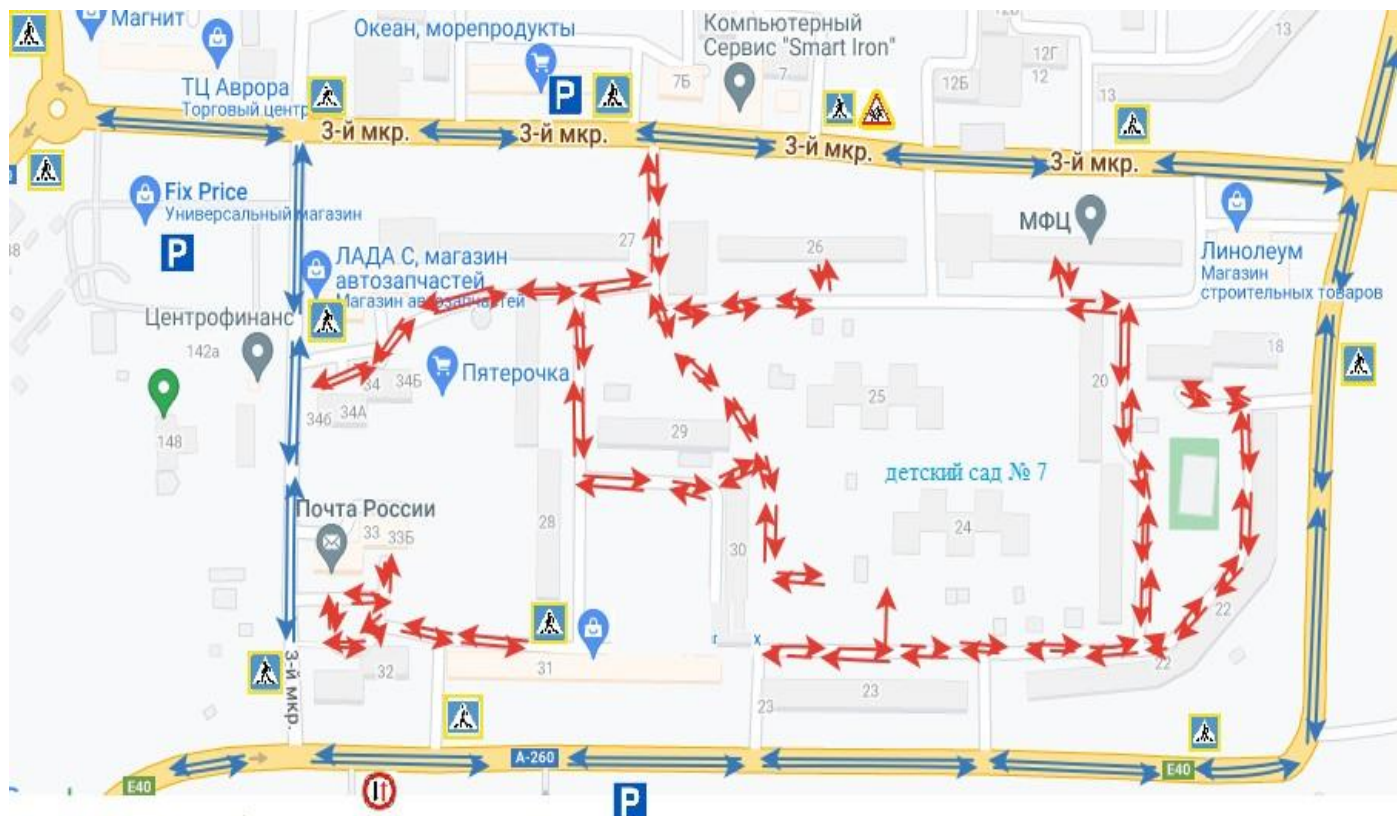 Магнит
ТЦ Аврора
Торговый центр
Океан, морепродукты
P
Компьютерный
Сервис "Smart Iron"
7Б
7
12Б
12Г
12
13
13
3-й мкр.
3-й мкр.
3-й мкр.
3-й мкр.
Fix Price
Универсальный магазин
P
ЛАДА С, магазин
автозапчастей
Магазин автозапчастей
27
26
МФЦ
Линолеум
Магазин
строительных товаров
Центрофинанс
142а
148
34
34Б
34б
34А
Пятерочка
29
25
20
18
детский сад № 7
Почта России
33
33Б
28
30
24
22
22
32
31
23
23
3-й мкр.
А-260
E40
E40
P